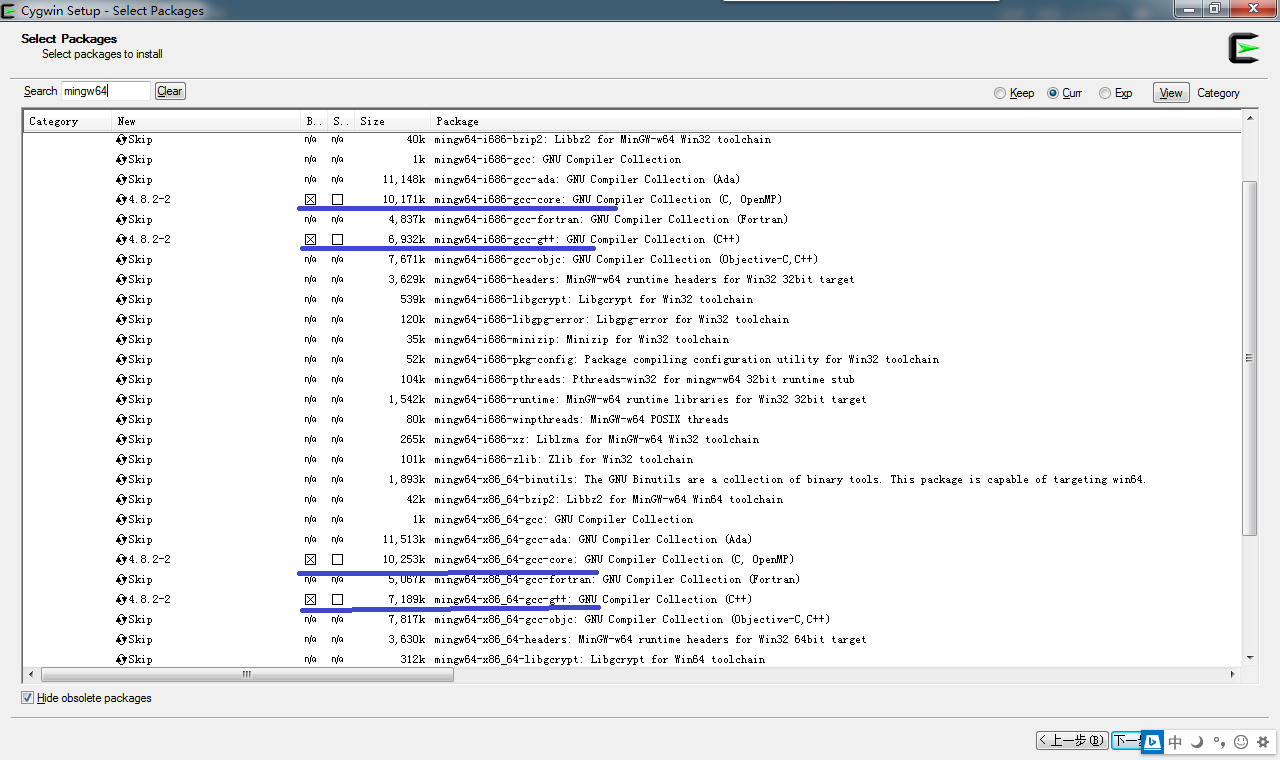 Cygwin Setup - Select Packages
Select Packages
Select packages to install
Search mingw64 Clear Keep Curr Exp View Category
Category New B.. S.. Size Package
Skip n/a n/a 40k mingw64-i686-bzip2: Libbz2 for MinGW-w64 Win32 toolchain
Skip n/a n/a 1k mingw64-i686-gcc: GNU Compiler Collection
Skip n/a n/a 11,148k mingw64-i686-gcc-ada: GNU Compiler Collection (Ada)
4.8.2-2 10,171k mingw64-i686-gcc-core: GNU Compiler Collection (C, OpenMP)
Skip n/a n/a 4,837k mingw64-i686-gcc-fortran: GNU Compiler Collection (Fortran)
4.8.2-2 6,932k mingw64-i686-gcc-g++: GNU Compiler Collection (C++)
Skip n/a n/a 7,671k mingw64-i686-gcc-objc: GNU Compiler Collection (Objective-C,C++)
Skip n/a n/a 3,629k mingw64-i686-headers: MinGW-w64 runtime headers for Win32 32bit target
Skip n/a n/a 539k mingw64-i686-libgcrypt: Libgcrypt for Win32 toolchain
Skip n/a n/a 120k mingw64-i686-libgpg-error: Libgpg-error for Win32 toolchain
Skip n/a n/a 35k mingw64-i686-minizip: Minizip for Win32 toolchain
Skip n/a n/a 52k mingw64-i686-pkg-config: Package compiling configuration utility for Win32 toolchain
Skip n/a n/a 104k mingw64-i686-pthreads: Pthreads-win32 for mingw-w64 32bit runtime stub
Skip n/a n/a 1,542k mingw64-i686-runtime: MinGW-w64 runtime libraries for Win32 32bit target
Skip n/a n/a 80k mingw64-i686-winpthreads: MinGW-w64 POSIX threads
Skip n/a n/a 265k mingw64-i686-xz: Liblzma for MinGW-w64 Win32 toolchain
Skip n/a n/a 101k mingw64-i686-zlib: Zlib for Win32 toolchain
Skip n/a n/a 1,893k mingw64-x86_64-binutils: The GNU Binutils are a collection of binary tools. This package is capable of targeting win64.
Skip n/a n/a 42k mingw64-x86_64-bzip2: Libbz2 for MinGW-w64 Win64 toolchain
Skip n/a n/a 1k mingw64-x86_64-gcc: GNU Compiler Collection
Skip n/a n/a 11,513k mingw64-x86_64-gcc-ada: GNU Compiler Collection (Ada)
4.8.2-2 10,253k mingw64-x86_64-gcc-core: GNU Compiler Collection (C, OpenMP)
Skip n/a n/a 5,067k mingw64-x86_64-gcc-fortran: GNU Compiler Collection (Fortran)
4.8.2-2 7,189k mingw64-x86_64-gcc-g++: GNU Compiler Collection (C++)
Skip n/a n/a 7,817k mingw64-x86_64-gcc-objc: GNU Compiler Collection (Objective-C,C++)
Skip n/a n/a 3,630k mingw64-x86_64-headers: MinGW-w64 runtime headers for Win32 64bit target
Skip n/a n/a 312k mingw64-x86_64-libgcrypt: Libgcrypt for Win64 toolchain
Hide obsolete packages
< 上一步(B) 下一 中